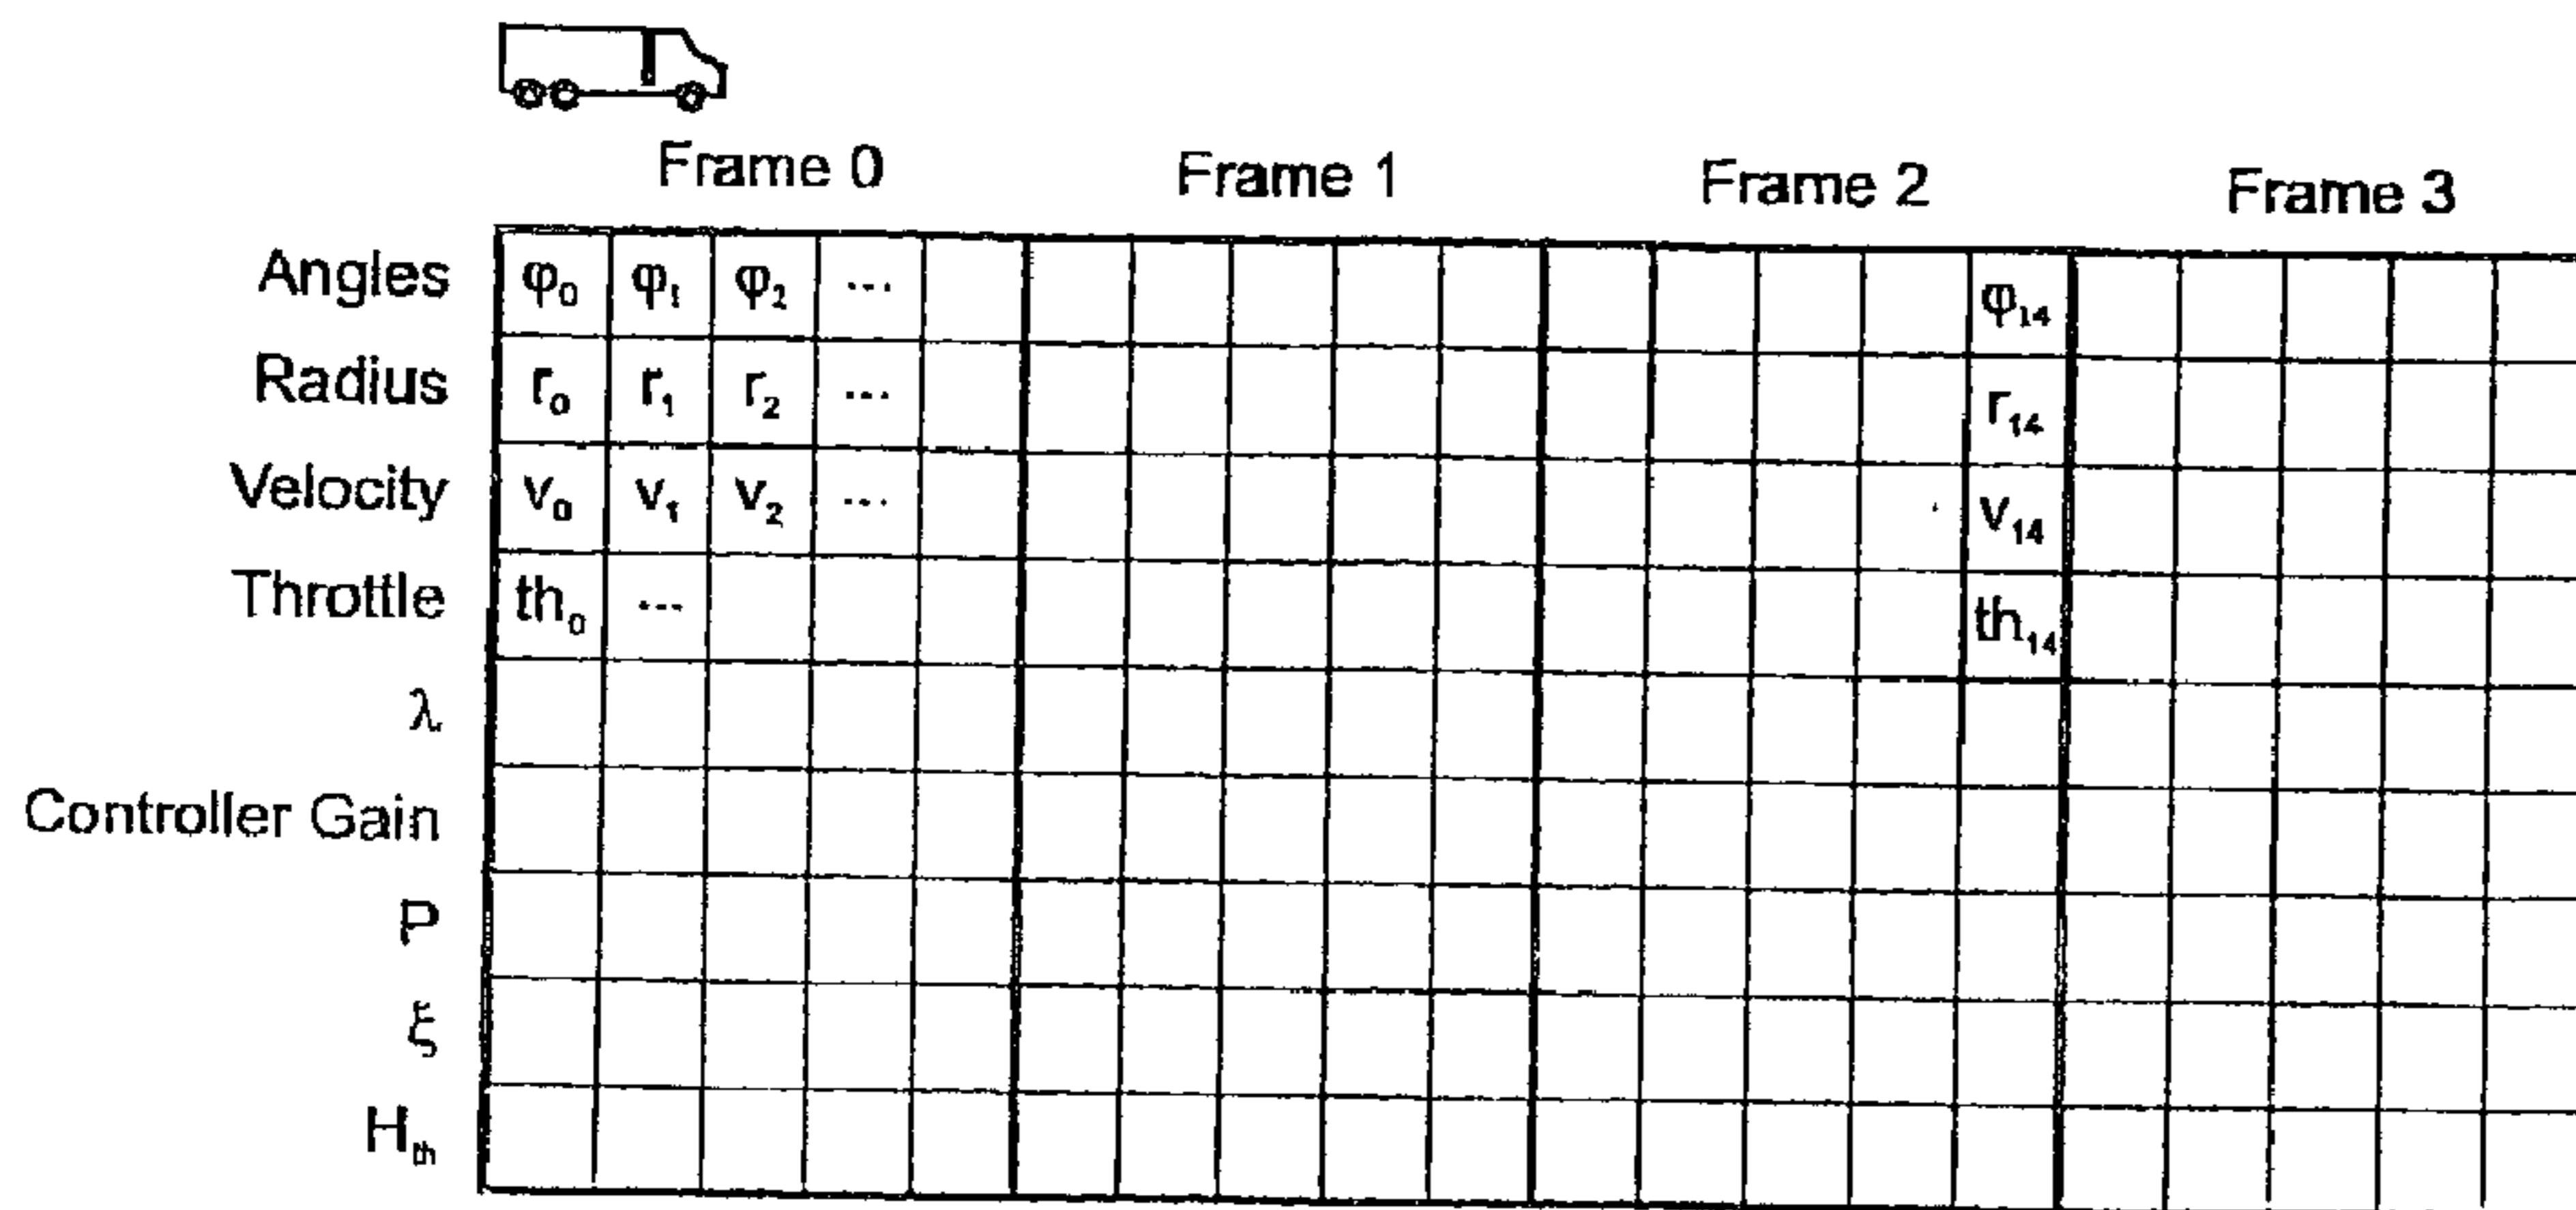 Frame 0 Frame 1 Frame 2 Frame 3
Angles φ₀ φ₁ φ₂ ... φ₁₄
Radius r₀ r₁ r₂ ... r₁₄
Velocity v₀ v₁ v₂ ... v₁₄
Throttle th₀ ... th₁₄
λ
Controller Gain
P
ξ
Hₜₕ